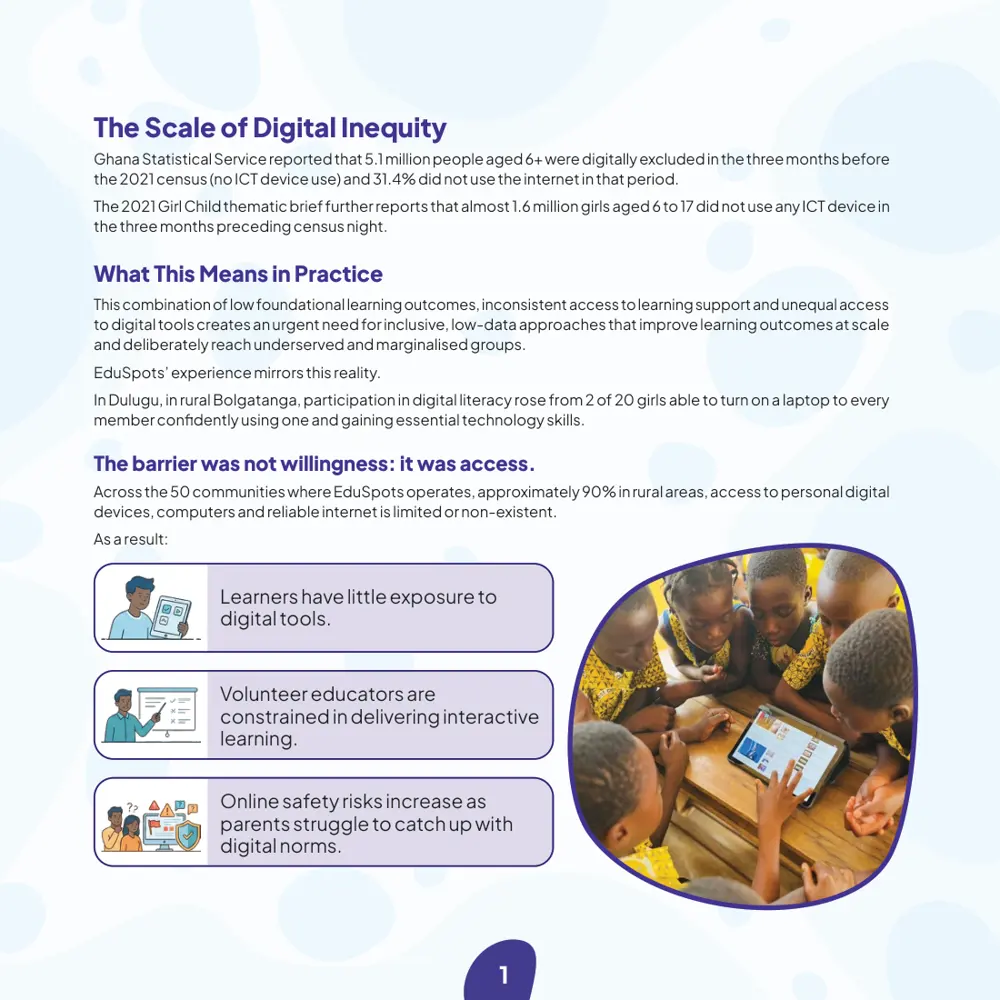 The Scale of Digital Inequity
Ghana Statistical Service reported that 5.1 million people aged 6+ were digitally excluded in the three months before
the 2021 census (no ICT device use) and 31.4% did not use the internet in that period.
The 2021 Girl Child thematic brief further reports that almost 1.6 million girls aged 6 to 17 did not use any ICT device in
the three months preceding census night.
What This Means in Practice
This combination of low foundational learning outcomes, inconsistent access to learning support and unequal access
to digital tools creates an urgent need for inclusive, low-data approaches that improve learning outcomes at scale
and deliberately reach underserved and marginalised groups.
EduSpots' experience mirrors this reality.
In Dulugu, in rural Bolgatanga, participation in digital literacy rose from 2 of 20 girls able to turn on a laptop to every
member confidently using one and gaining essential technology skills.
The barrier was not willingness: it was access.
Across the 50 communities where EduSpots operates, approximately 90% in rural areas, access to personal digital
devices, computers and reliable internet is limited or non-existent.
As a result:
Learners have little exposure to
digital tools.
Volunteer educators are
constrained in delivering interactive
learning.
??
Online safety risks increase as
parents struggle to catch up with
digital norms.
1